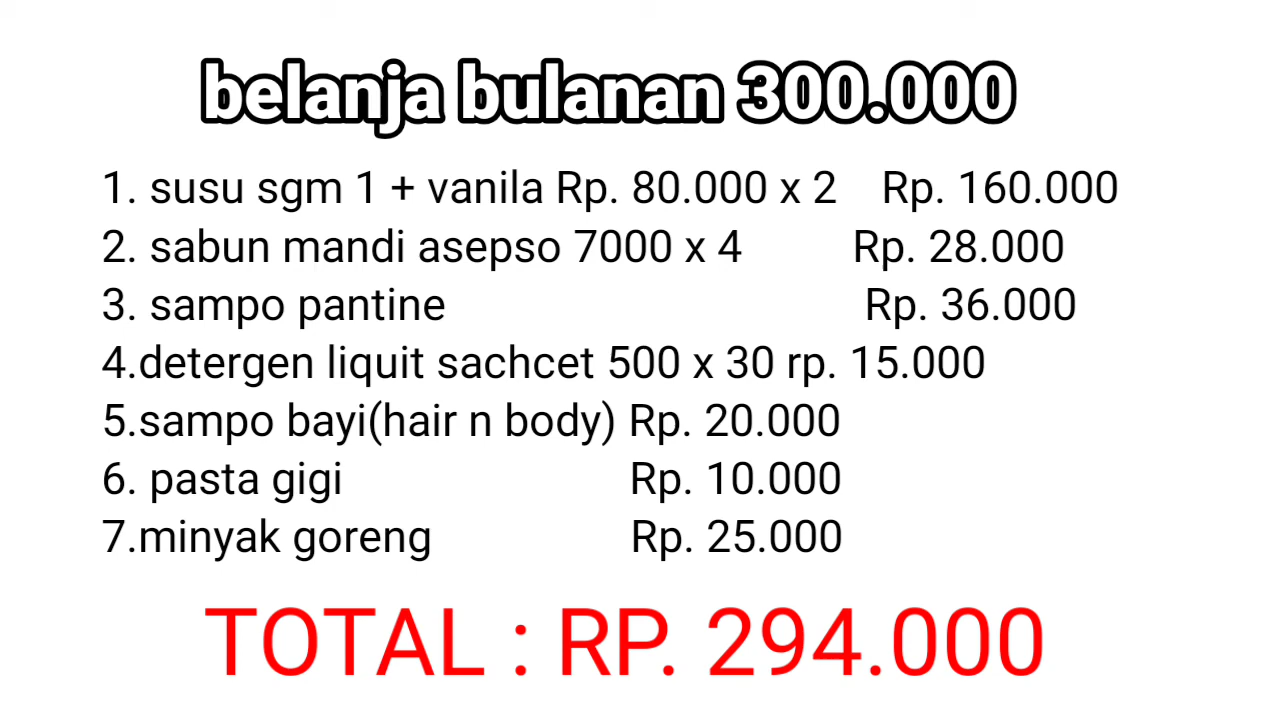 belanja bulanan 300.000
1. susu sgm 1 + vanila Rp. 80.000 x 2 Rp. 160.000
2. sabun mandi asepso 7000 x 4 Rp. 28.000
3. sampo pantine Rp. 36.000
4.detergen liquit sachcet 500 x 30 rp. 15.000
5.sampo bayi(hair n body) Rp. 20.000
6. pasta gigi Rp. 10.000
7.minyak goreng Rp. 25.000
TOTAL : RP. 294.000